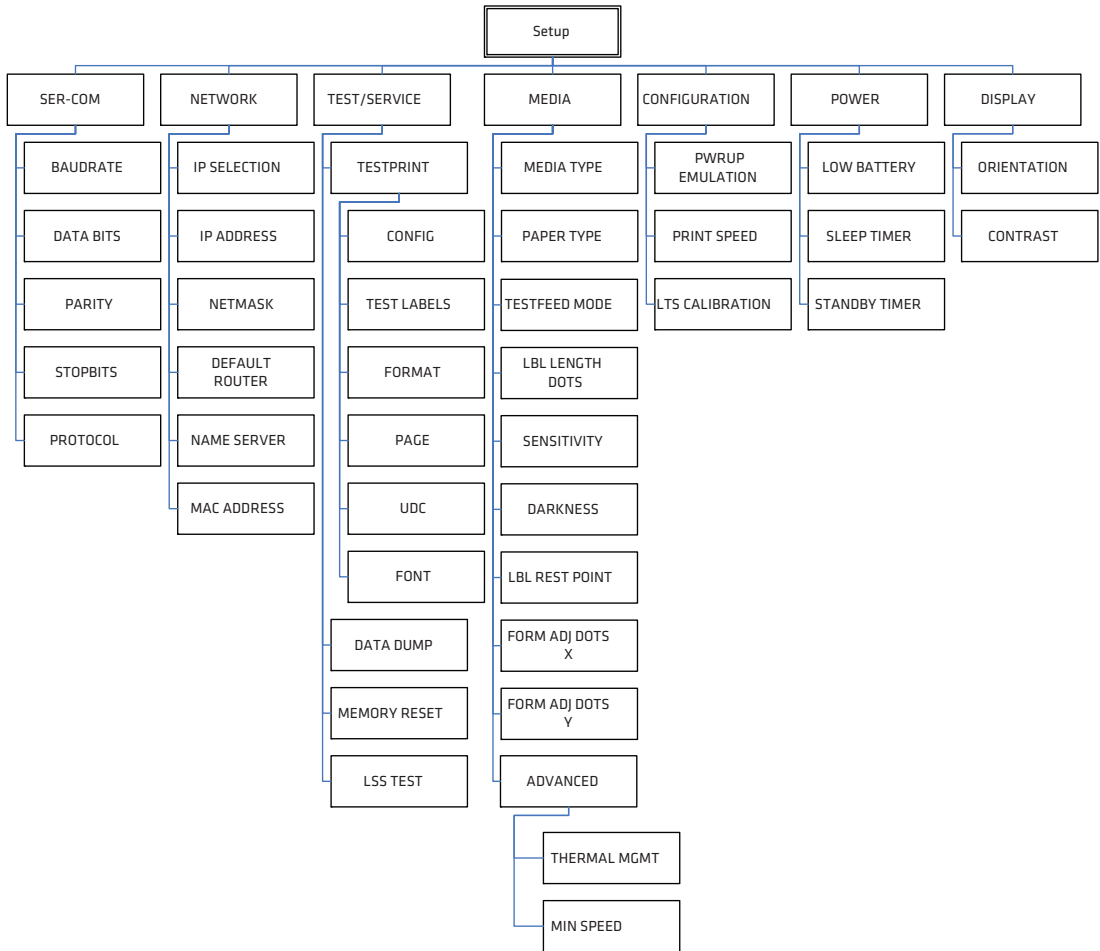 Setup
SER-COM
NETWORK
TEST/SERVICE
MEDIA
CONFIGURATION
POWER
DISPLAY
BAUDRATE
DATA BITS
PARITY
STOPBITS
PROTOCOL
IP SELECTION
IP ADDRESS
NETMASK
DEFAULT
ROUTER
NAME SERVER
MAC ADDRESS
TESTPRINT
CONFIG
TEST LABELS
FORMAT
PAGE
UDC
FONT
DATA DUMP
MEMORY RESET
LSS TEST
MEDIA TYPE
PAPER TYPE
TESTFEED MODE
LBL LENGTH
DOTS
SENSITIVITY
DARKNESS
LBL REST POINT
FORM ADJ DOTS
X
FORM ADJ DOTS
Y
ADVANCED
THERMAL MGMT
MIN SPEED
PWRUP
EMULATION
PRINT SPEED
LTS CALIBRATION
LOW BATTERY
SLEEP TIMER
STANDBY TIMER
ORIENTATION
CONTRAST